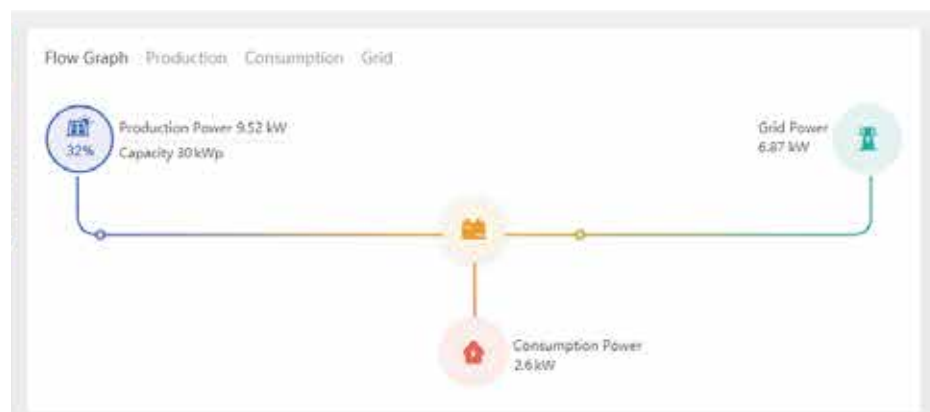 Flow Graph Production Consumption Grid
Production Power 9.52 kW
32%
Capacity 30 kWp
Grid Power
6.87 kW
Consumption Power
2.6 kW